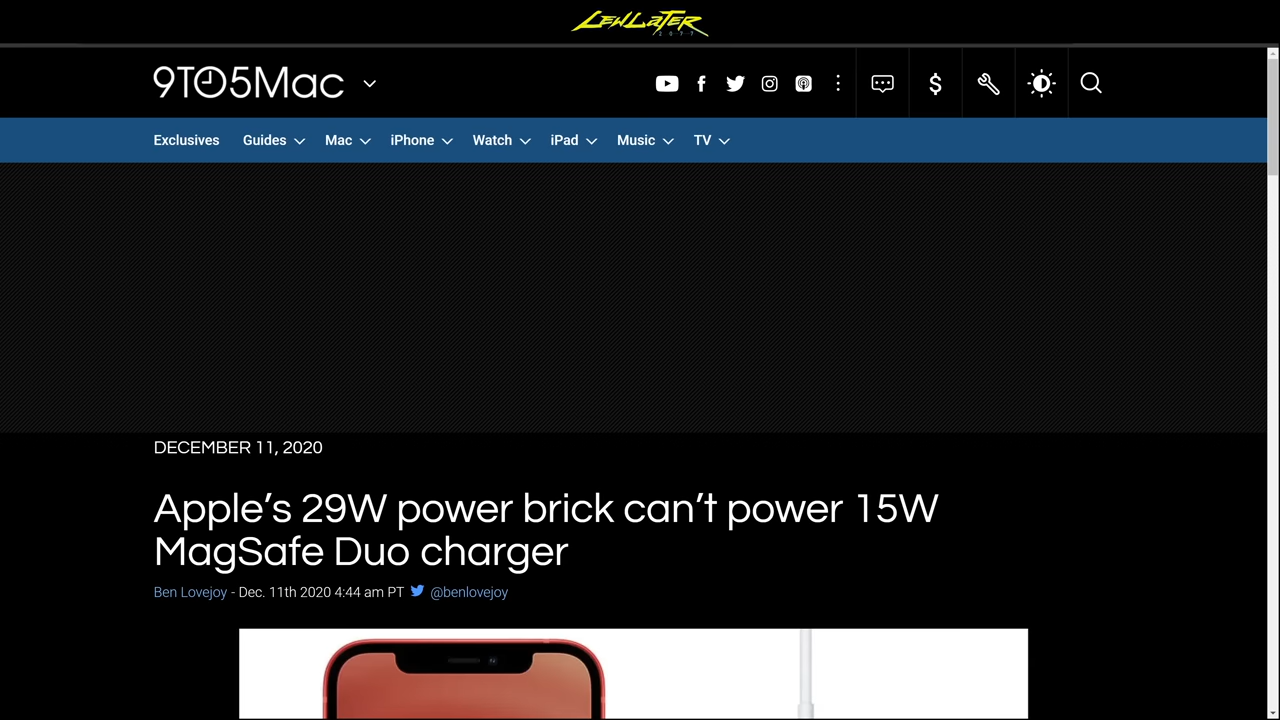 LEWLATER
2077
9TO5Mac
$
Exclusives Guides Mac iPhone Watch iPad Music TV
DECEMBER 11, 2020
Apple’s 29W power brick can’t power 15W
MagSafe Duo charger
Ben Lovejoy - Dec. 11th 2020 4:44 am PT @benlovejoy